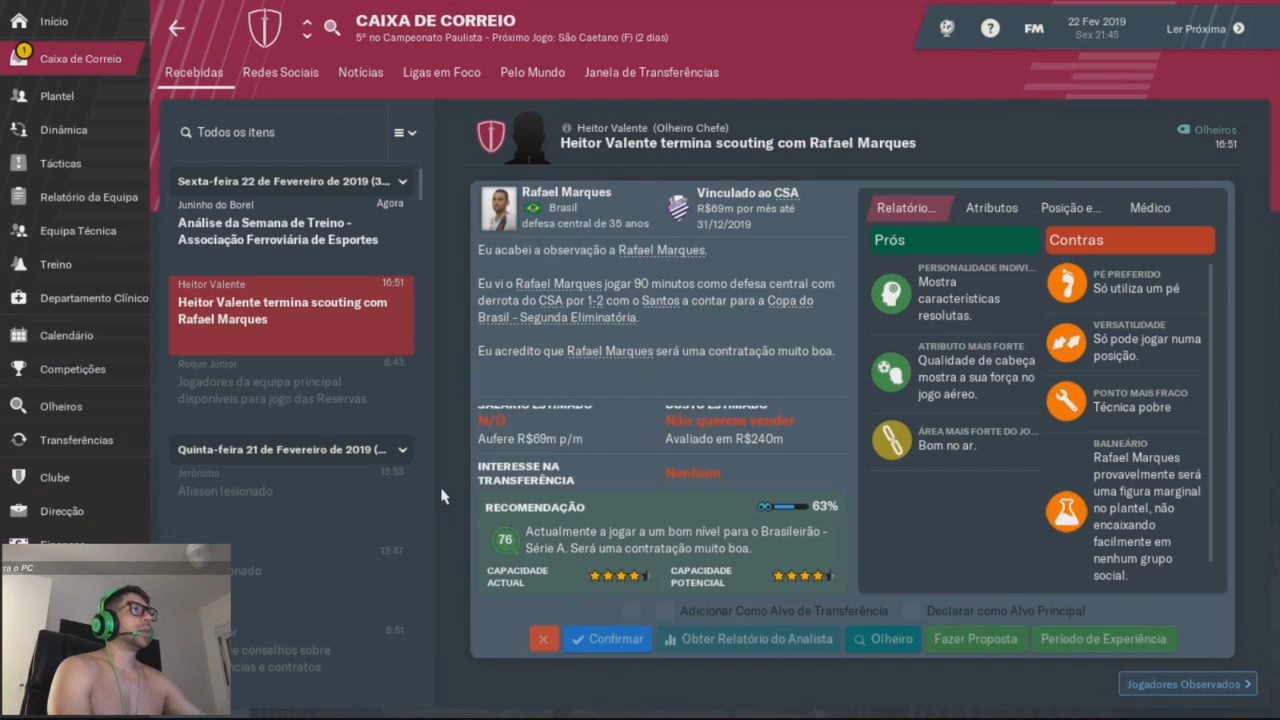 Início
1
Caixa de Correio
Plantel
Dinâmica
Tácticas
Relatório da Equipa
Equipa Técnica
Treino
Departamento Clínico
Calendário
Competições
Olheiros
Transferências
Clube
Direcção
CAIXA DE CORREIO
5º no Campeonato Paulista - Próximo Jogo: São Caetano (F) (2 dias)
?
FM
22 Fev 2019
Sex 21:45
Ler Próxima
Recebidas
Redes Sociais
Notícias
Ligas em Foco
Pelo Mundo
Janela de Transferências
Todos os itens
Sexta-feira 22 de Fevereiro de 2019 (3...
Juninho do Borel
Agora
Análise da Semana de Treino -
Associação Ferroviária de Esportes
Heitor Valente
16:51
Heitor Valente termina scouting com
Rafael Marques
Roque Júnior
8:43
Jogadores da equipa principal
disponíveis para jogo das Reservas
Quinta-feira 21 de Fevereiro de 2019 (...
Jerónimo
13:53
Alisson lesionado
13:47
onado
8:51
e conselhos sobre
ncias e contratos
ra o PC
Heitor Valente (Olheiro Chefe)
Heitor Valente termina scouting com Rafael Marques
Olheiros
16:51
Rafael Marques
Brasil
defesa central de 35 anos
Vinculado ao CSA
R$69m por mês até
31/12/2019
Eu acabei a observação a Rafael Marques.
Eu vi o Rafael Marques jogar 90 minutos como defesa central com
derrota do CSA por 1-2 com o Santos a contar para a Copa do
Brasil - Segunda Eliminatória.
Eu acredito que Rafael Marques será uma contratação muito boa.
SALÁRIO ESTIMADO
N/D
Aufere R$69m p/m
CUSTO ESTIMADO
Não querem vender
Avaliado em R$240m
INTERESSE NA
TRANSFERÊNCIA
Nenhum
RECOMENDAÇÃO
63%
76
Actualmente a jogar a um bom nível para o Brasileirão -
Série A. Será uma contratação muito boa.
CAPACIDADE
ACTUAL
CAPACIDADE
POTENCIAL
Relatório...
Atributos
Posição e...
Médico
Prós
PERSONALIDADE INDIVI...
Mostra
características
resolutas.
ATRIBUTO MAIS FORTE
Qualidade de cabeça
mostra a sua força no
jogo aéreo.
ÁREA MAIS FORTE DO JO...
Bom no ar.
Contras
PÉ PREFERIDO
Só utiliza um pé
VERSATILIDADE
Só pode jogar numa
posição.
PONTO MAIS FRACO
Técnica pobre
BALNEÁRIO
Rafael Marques
provavelmente será
uma figura marginal
no plantel, não
encaixando
facilmente em
nenhum grupo
social.
Adicionar Como Alvo de Transferência
Declarar como Alvo Principal
Confirmar
Obter Relatório do Analista
Olheiro
Fazer Proposta
Período de Experiência
Jogadores Observados